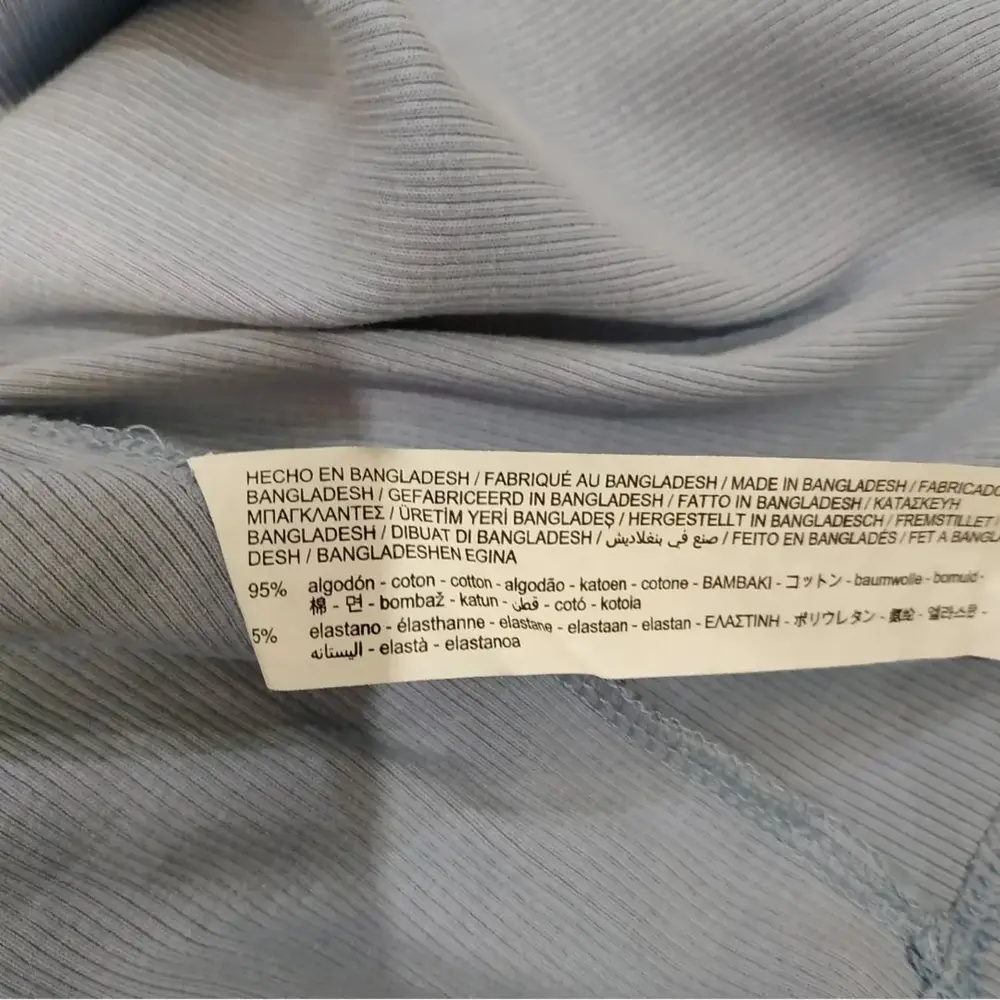 HECHO EN BANGLADESH / FABRIQUÉ AU BANGLADESH / MADE IN BANGLADESH / FABRICADO
BANGLADESH / GEFABRICEERD IN BANGLADESH / FATTO IN BANGLADESH / ΚΑΤΑΣΚΕΥΗ
ΜΠΑΓΚΛΑΝΤΕΣ / ÜRETİM YERİ BANGLADEŞ / HERGESTELLT IN BANGLADESCH / FREMSTILLET
BANGLADESH / DIBUAT DI BANGLADESH / صنع في بنغلاديش / FEITO EN BANGLADÉS / FET A BANGLA
DESH / BANGLADESHEN EGINA
95% algodón - coton - cotton - algodão - katoen - cotone - ΒΑΜΒΑΚΙ - コットン - baumwolle - bomuld -
棉 - 면 - bombaž - katun - قطن - cotó - kotoia
5% elastano - élasthanne - elastane - elastaan - elastan - ΕΛΑΣΤΙΝΗ - ポリウレタン - 엘라스탄 -
اليستانه - elastà - elastanoa